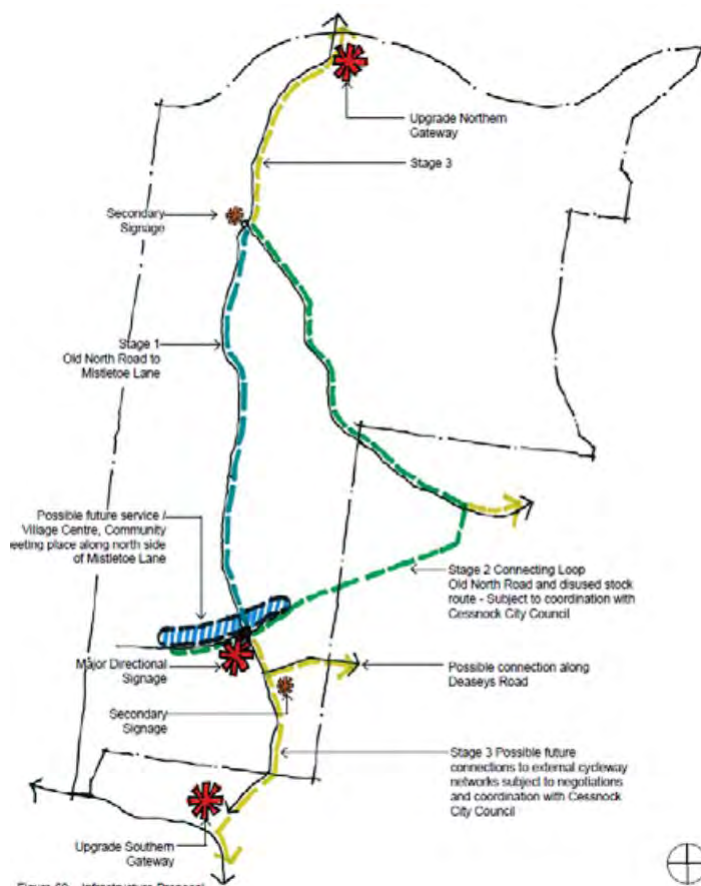 Upgrade Northern
Gateway
Stage 3
Secondary
Signage
Stage 1
Old North Road to
Mistletoe Lane
Possible future service /
Village Centre, Community
eeting place along north side
of Mistletoe Lane
Stage 2 Connecting Loop
Old North Road and disused stock
route - Subject to coordination with
Cessnock City Council
Major Directional
Signage
Possible connection along
Deaseys Road
Secondary
Signage
Stage 3 Possible future
connections to external cycleway
networks subject to negotiations
and coordination with Cessnock
City Council
Upgrade Southern
Gateway
Infrastructure Proposal